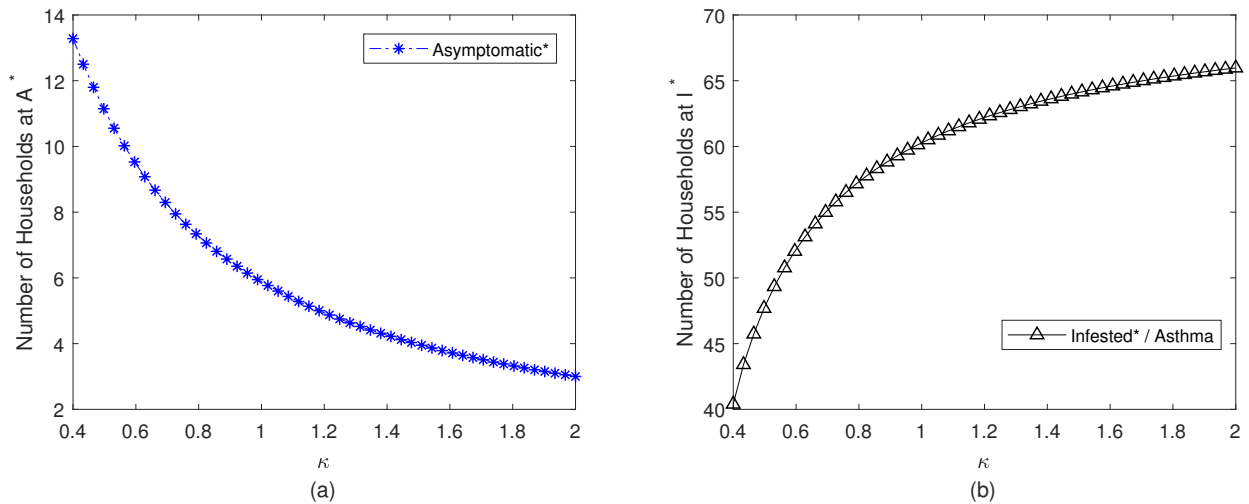 14
12
10
8
6
4
2
0.4 0.6 0.8 1 1.2 1.4 1.6 1.8 2
Number of Households at A*
Asymptomatic*
κ
(a)
70
65
60
55
50
45
40
0.4 0.6 0.8 1 1.2 1.4 1.6 1.8 2
Number of Households at I*
Infested* / Asthma
κ
(b)